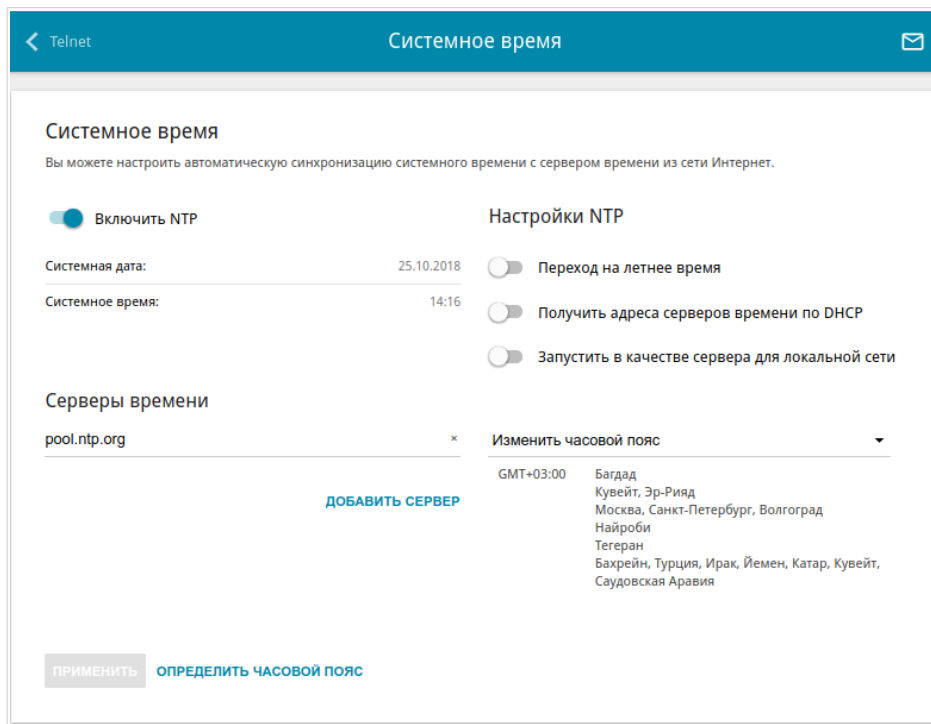 Telnet
Системное время
Системное время
Вы можете настроить автоматическую синхронизацию системного времени с сервером времени из сети Интернет.
Включить NTP
Системная дата: 25.10.2018
Системное время: 14:16
Настройки NTP
Переход на летнее время
Получить адреса серверов времени по DHCP
Запустить в качестве сервера для локальной сети
Серверы времени
pool.ntp.org ×
ДОБАВИТЬ СЕРВЕР
Изменить часовой пояс
GMT+03:00 Багдад
Кувейт, Эр-Рияд
Москва, Санкт-Петербург, Волгоград
Найроби
Тегеран
Бахрейн, Турция, Ирак, Йемен, Катар, Кувейт,
Саудовская Аравия
ПРИМЕНИТЬ ОПРЕДЕЛИТЬ ЧАСОВОЙ ПОЯС